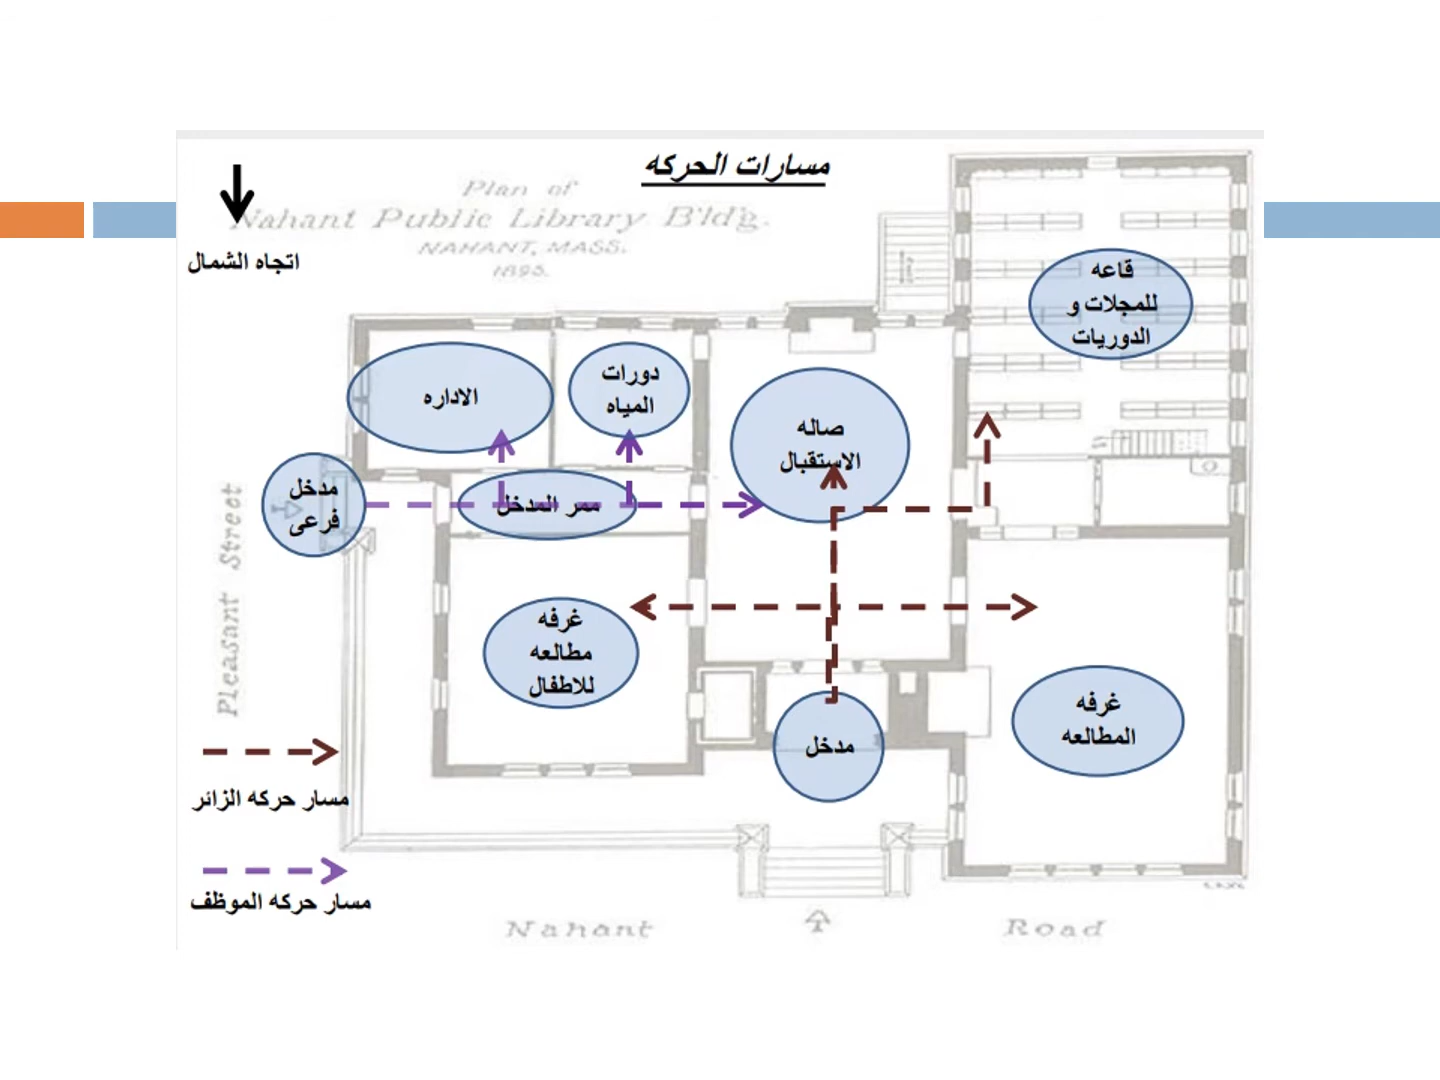 مسارات الحركه
Plan of
Nahant Public Library B'ld'g.
NAHANT, MASS.
1895.
اتجاه الشمال
قاعه
للمجلات و
الدوريات
الاداره
دورات
المياه
صاله
الاستقبال
مدخل
فرعى
ممر المدخل
Pleasant Street
غرفه
مطالعه
للاطفال
غرفه
المطالعه
مدخل
مسار حركه الزائر
مسار حركه الموظف
Nahant Road